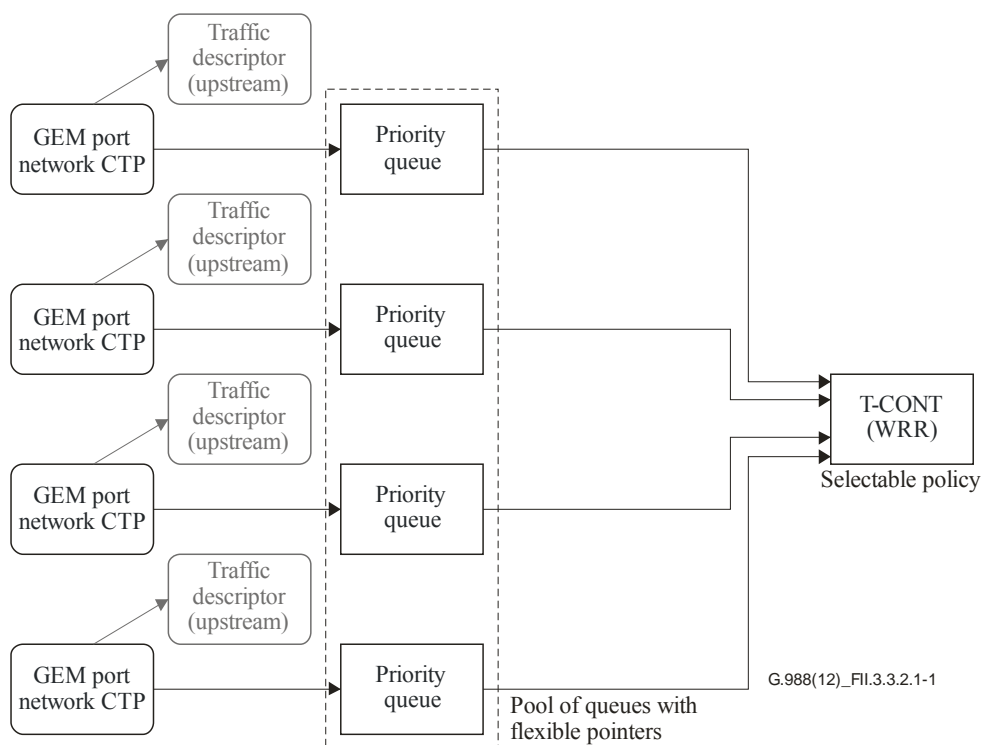 Traffic
descriptor
(upstream)
GEM port
network CTP
Priority
queue
Traffic
descriptor
(upstream)
GEM port
network CTP
Priority
queue
T-CONT
(WRR)
Selectable policy
Traffic
descriptor
(upstream)
GEM port
network CTP
Priority
queue
Traffic
descriptor
(upstream)
GEM port
network CTP
Priority
queue
G.988(12)_FII.3.3.2.1-1
Pool of queues with
flexible pointers